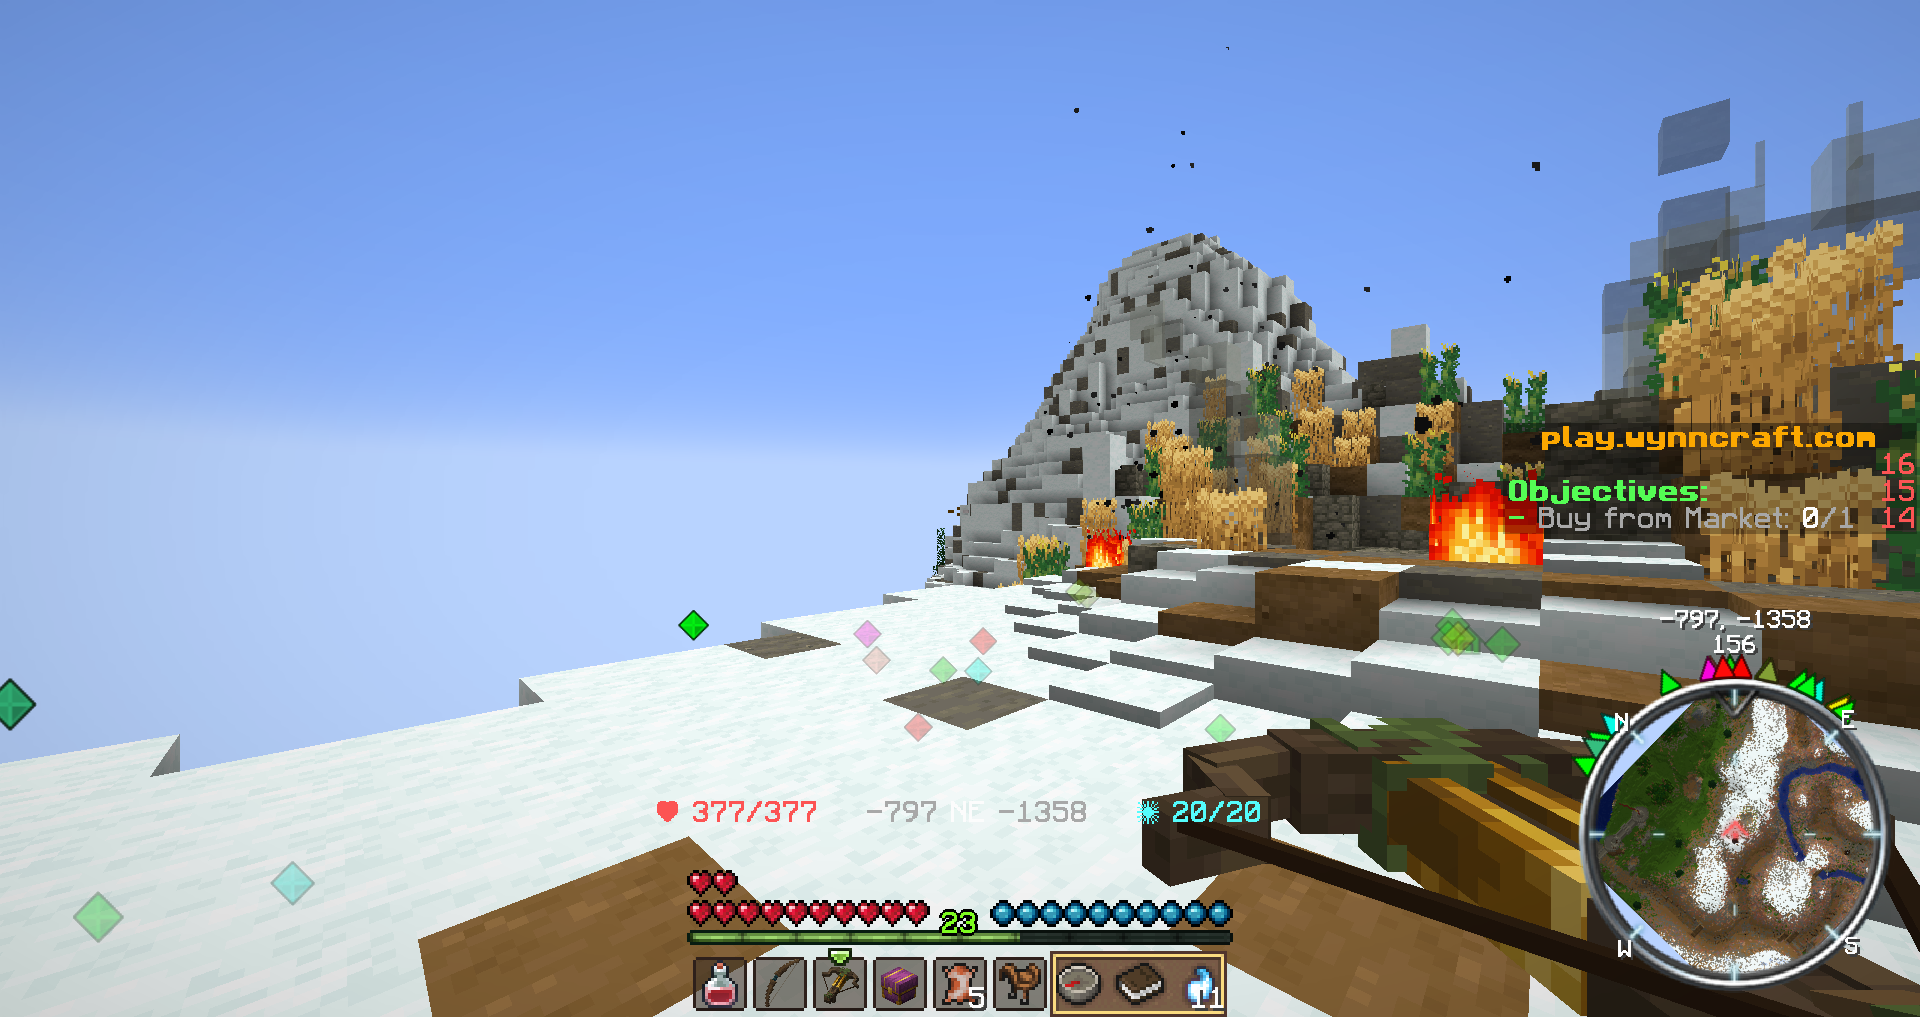 play.wynncraft.com
16
Objectives: 15
- Buy from Market: 0/1 14
-797, -1358
156
N
E
377/377 -797 NE -1358 20/20
W
S
23
5
11